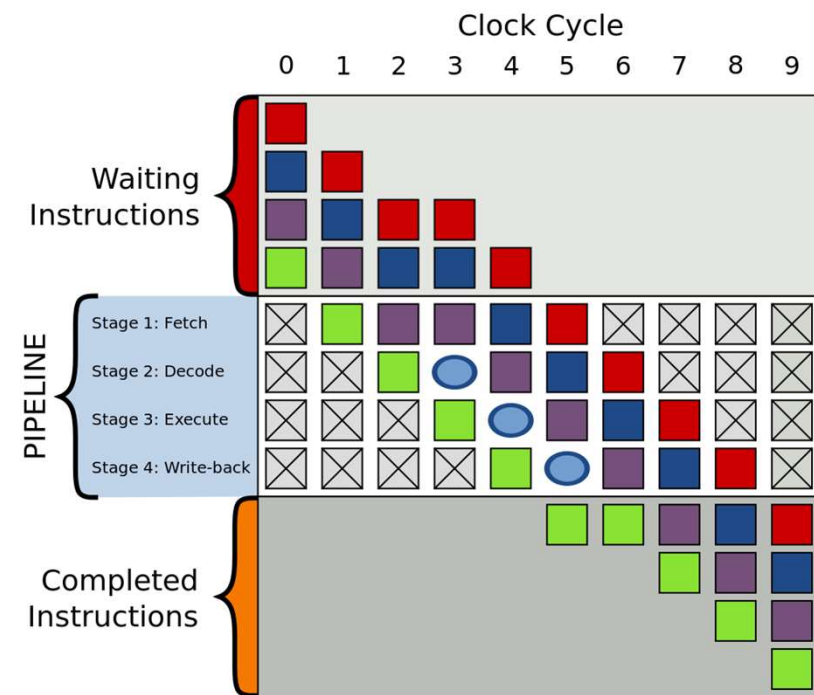 Clock Cycle
0 1 2 3 4 5 6 7 8 9
Waiting
Instructions
PIPELINE
Stage 1: Fetch
Stage 2: Decode
Stage 3: Execute
Stage 4: Write-back
Completed
Instructions